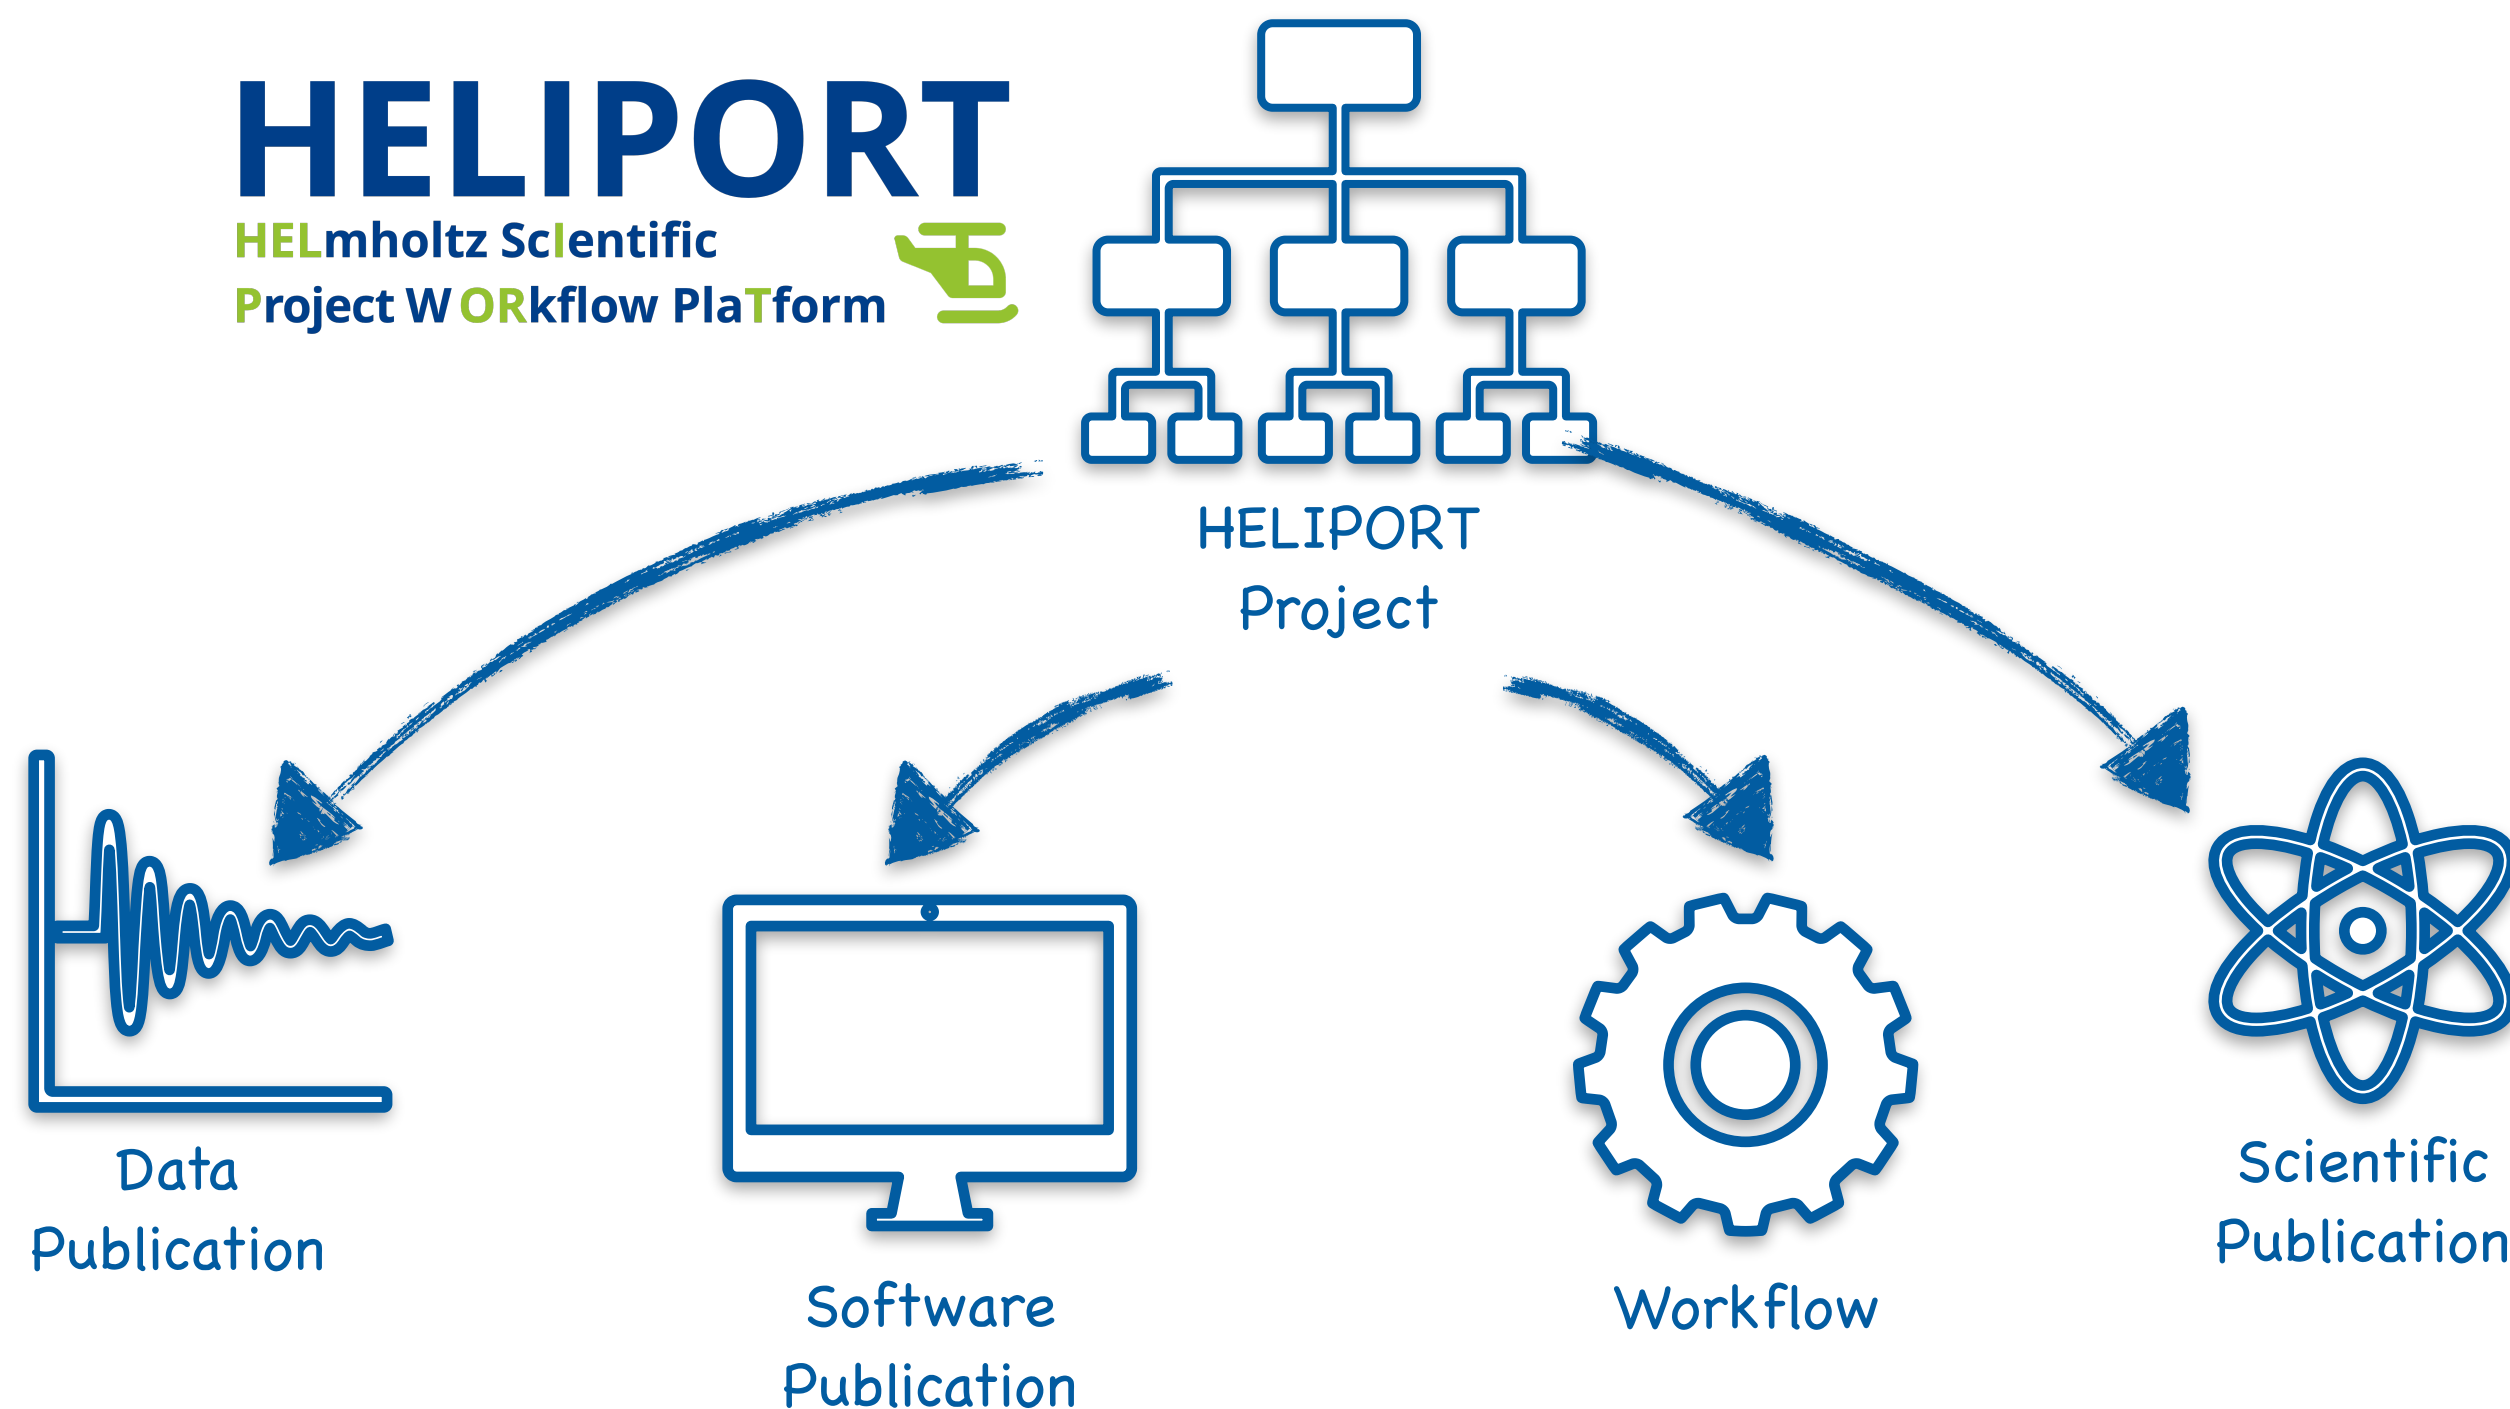 HELIPORT
HELmholtz ScIentific
Project WORkflow PlaTform
HELIPORT
Project
Data
Publication
Software
Publication
Workflow
Scientific
Publication